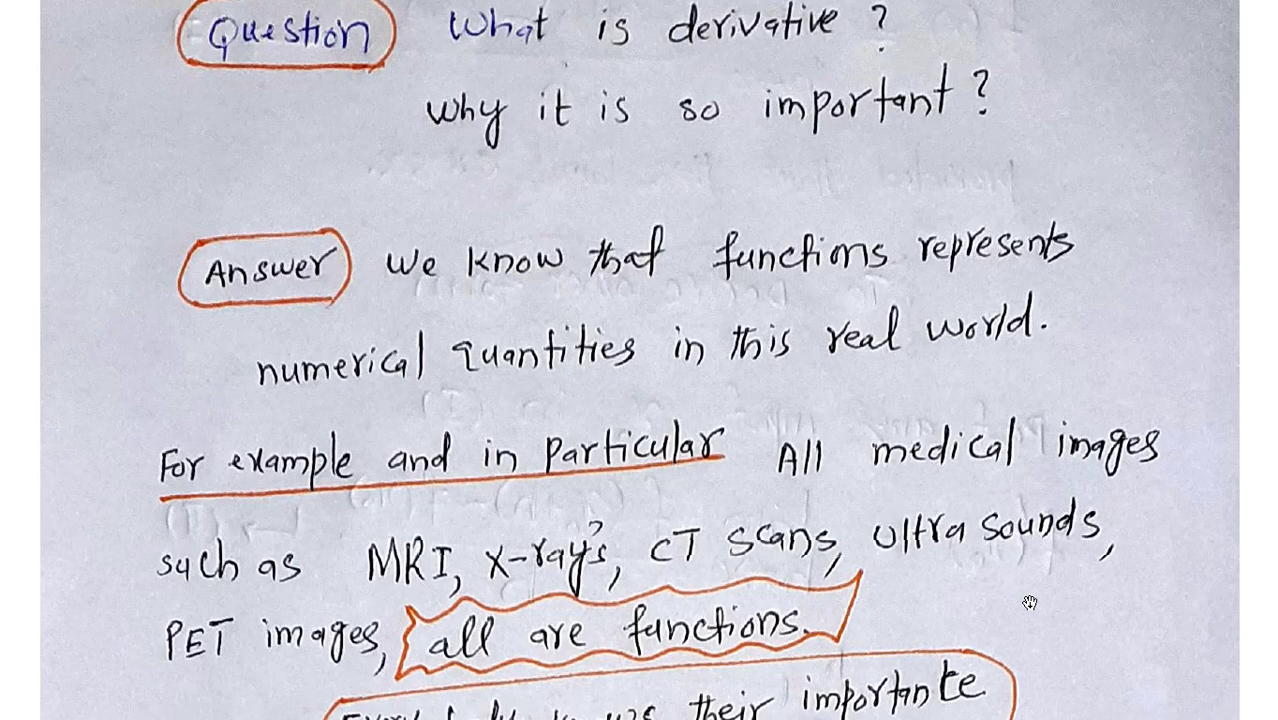 Question What is derivative ?
Why it is so important ?
Answer We know that functions represents
numerical quantities in this real world.
For example and in particular All medical images
such as MRI, X-ray's, CT scans, Ultra sounds,
PET images, all are functions.
their importance